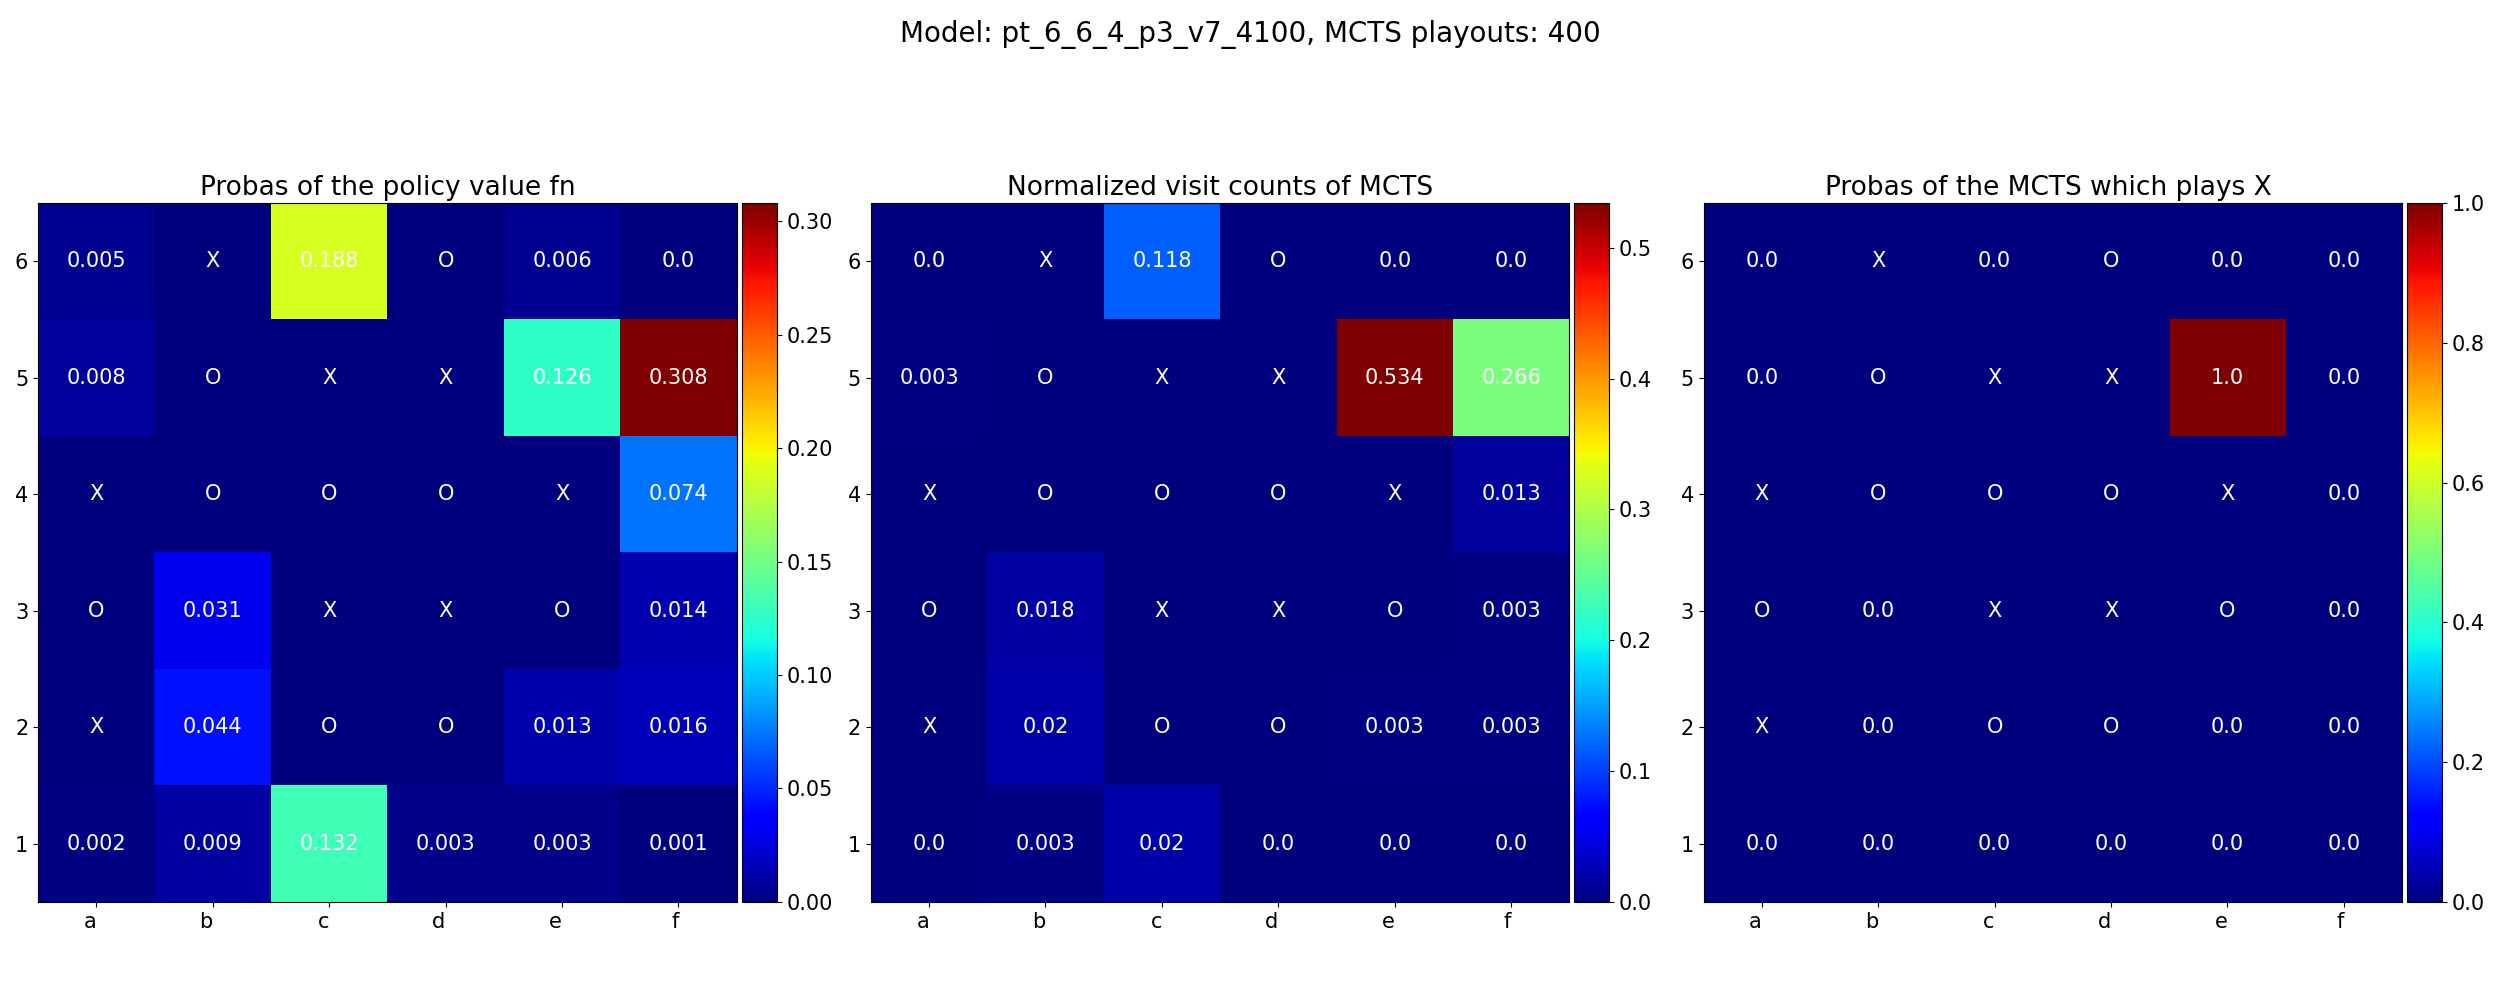 Model: pt_6_6_4_p3_v7_4100, MCTS playouts: 400
Probas of the policy value fn
6 0.005 X 0.188 O 0.006 0.0
5 0.008 O X X 0.126 0.308
4 X O O O X 0.074
3 O 0.031 X X O 0.014
2 X 0.044 O O 0.013 0.016
1 0.002 0.009 0.132 0.003 0.003 0.001
a b c d e f
0.30
0.25
0.20
0.15
0.10
0.05
0.00
Normalized visit counts of MCTS
6 0.0 X 0.118 O 0.0 0.0
5 0.003 O X X 0.534 0.266
4 X O O O X 0.013
3 O 0.018 X X O 0.003
2 X 0.02 O O 0.003 0.003
1 0.0 0.003 0.02 0.0 0.0 0.0
a b c d e f
0.5
0.4
0.3
0.2
0.1
0.0
Probas of the MCTS which plays X
6 0.0 X 0.0 O 0.0 0.0
5 0.0 O X X 1.0 0.0
4 X O O O X 0.0
3 O 0.0 X X O 0.0
2 X 0.0 O O 0.0 0.0
1 0.0 0.0 0.0 0.0 0.0 0.0
a b c d e f
1.0
0.8
0.6
0.4
0.2
0.0